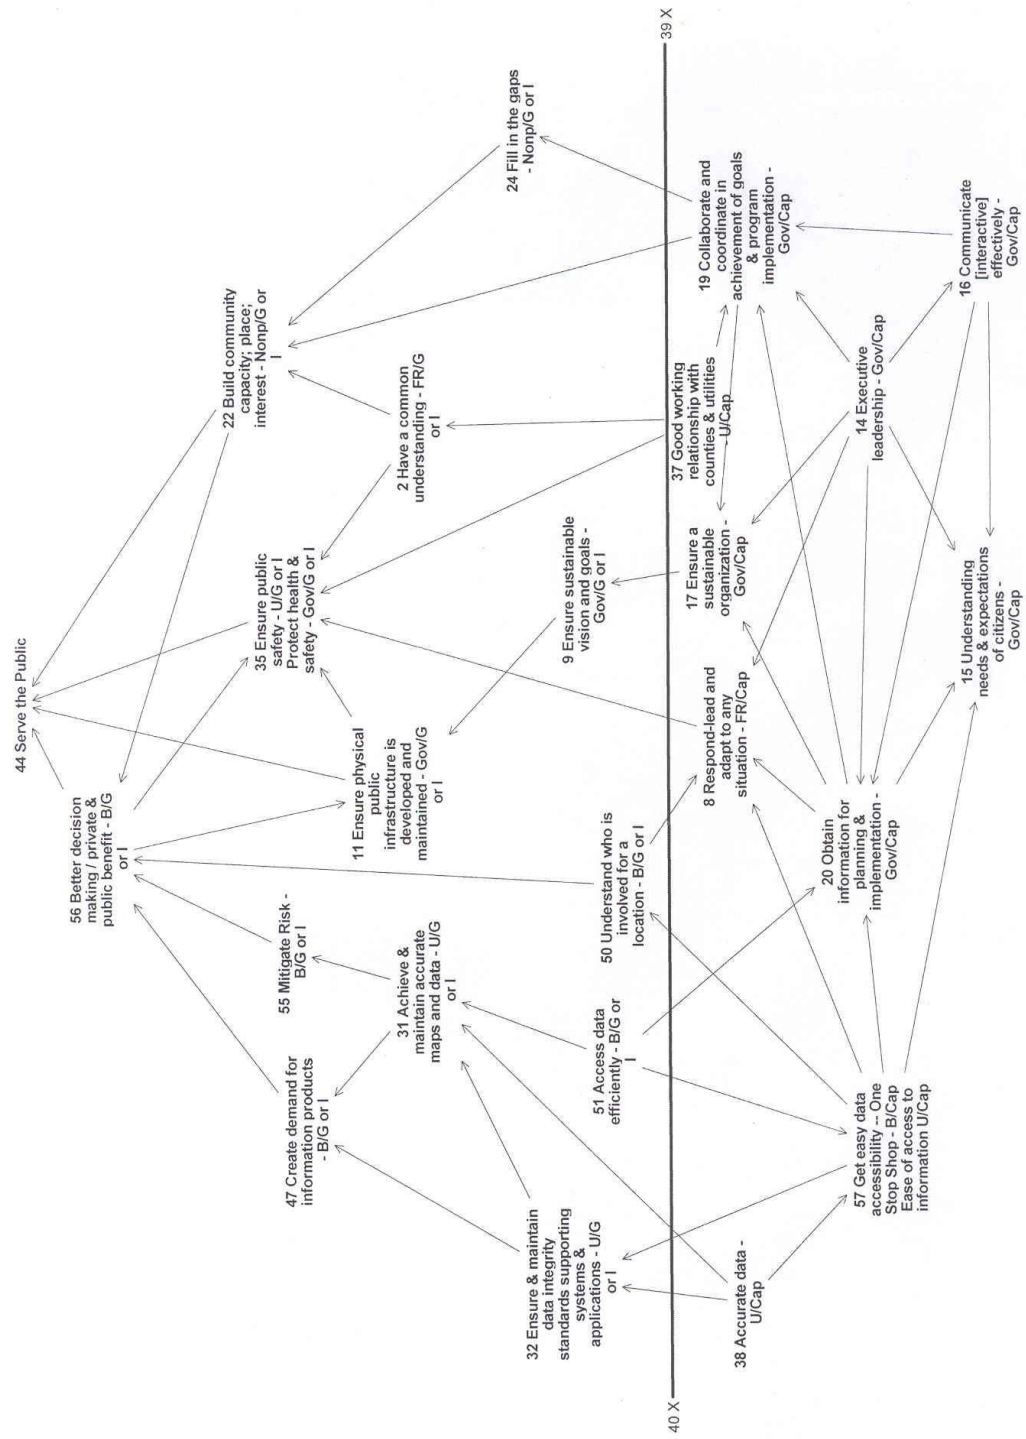 44 Serve the Public
56 Better decision
making / private &
public benefit - B/G
or I
22 Build community
capacity; place;
interest - Nonp/G or
I
35 Ensure public
safety - U/G or I
Protect health &
safety - Gov/G or I
47 Create demand for
information products
- B/G or I
55 Mitigate Risk -
B/G or I
11 Ensure physical
public
infrastructure is
developed and
maintained - Gov/G
or I
2 Have a common
understanding - FR/G
or I
31 Achieve &
maintain accurate
maps and data - U/G
or I
24 Fill in the gaps
- Nonp/G or I
32 Ensure & maintain
data integrity
standards supporting
systems &
applications - U/G
or I
51 Access data
efficiently - B/G or
I
50 Understand who is
involved for a
location - B/G or I
9 Ensure sustainable
vision and goals -
Gov/G or I
40 X
39 X
38 Accurate data -
U/Cap
8 Respond-lead and
adapt to any
situation - FR/Cap
17 Ensure a
sustainable
organization -
Gov/Cap
37 Good working
relationship with
counties & utilities
- U/Cap
19 Collaborate and
coordinate in
achievement of goals
& program
implementation -
Gov/Cap
57 Get easy data
accessibility -- One
Stop Shop - B/Cap
Ease of access to
information U/Cap
20 Obtain
information for
planning &
implementation -
Gov/Cap
14 Executive
leadership - Gov/Cap
15 Understanding
needs & expectations
of citizens -
Gov/Cap
16 Communicate
[interactive]
effectively -
Gov/Cap